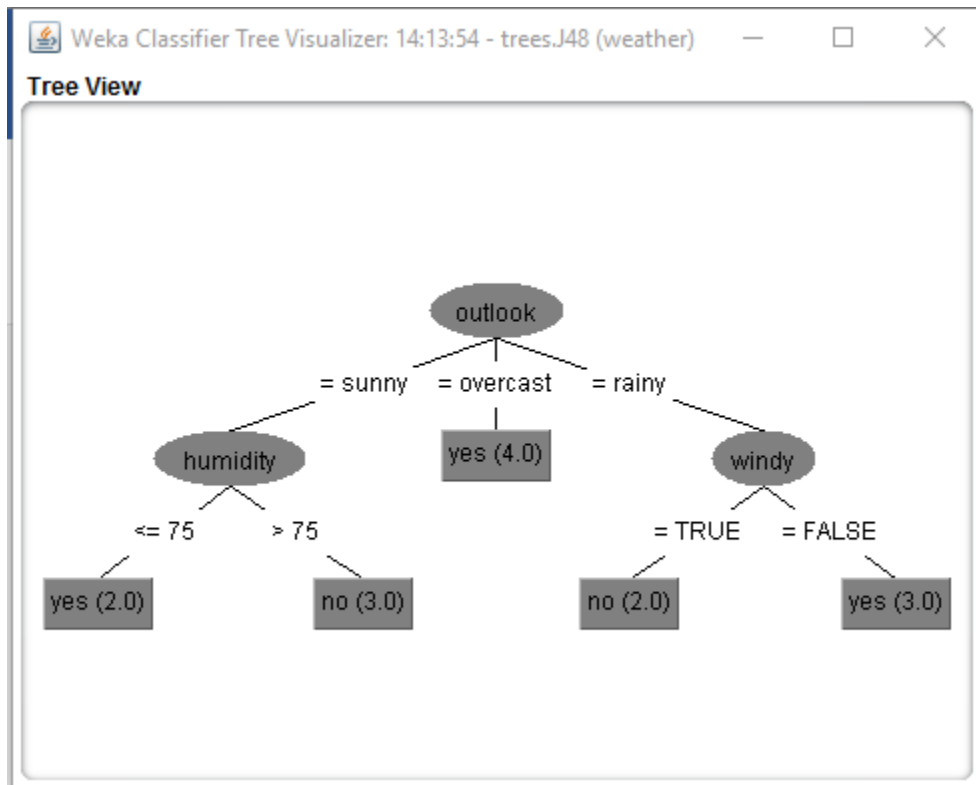 Weka Classifier Tree Visualizer: 14:13:54 - trees.J48 (weather)
Tree View
outlook
= sunny
= overcast
= rainy
humidity
yes (4.0)
windy
<= 75
> 75
= TRUE
= FALSE
yes (2.0)
no (3.0)
no (2.0)
yes (3.0)